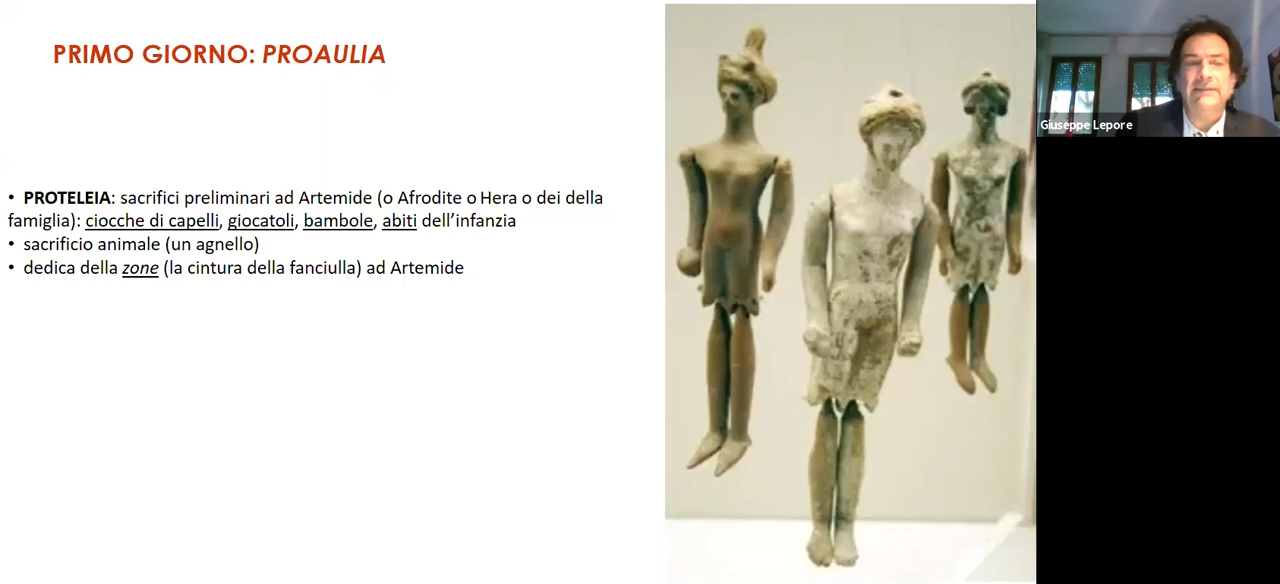 PRIMO GIORNO: PROAULIA
Giuseppe Lepore
• PROTELEIA: sacrifici preliminari ad Artemide (o Afrodite o Hera o dei della
famiglia): ciocche di capelli, giocatoli, bambole, abiti dell’infanzia
• sacrificio animale (un agnello)
• dedica della zone (la cintura della fanciulla) ad Artemide